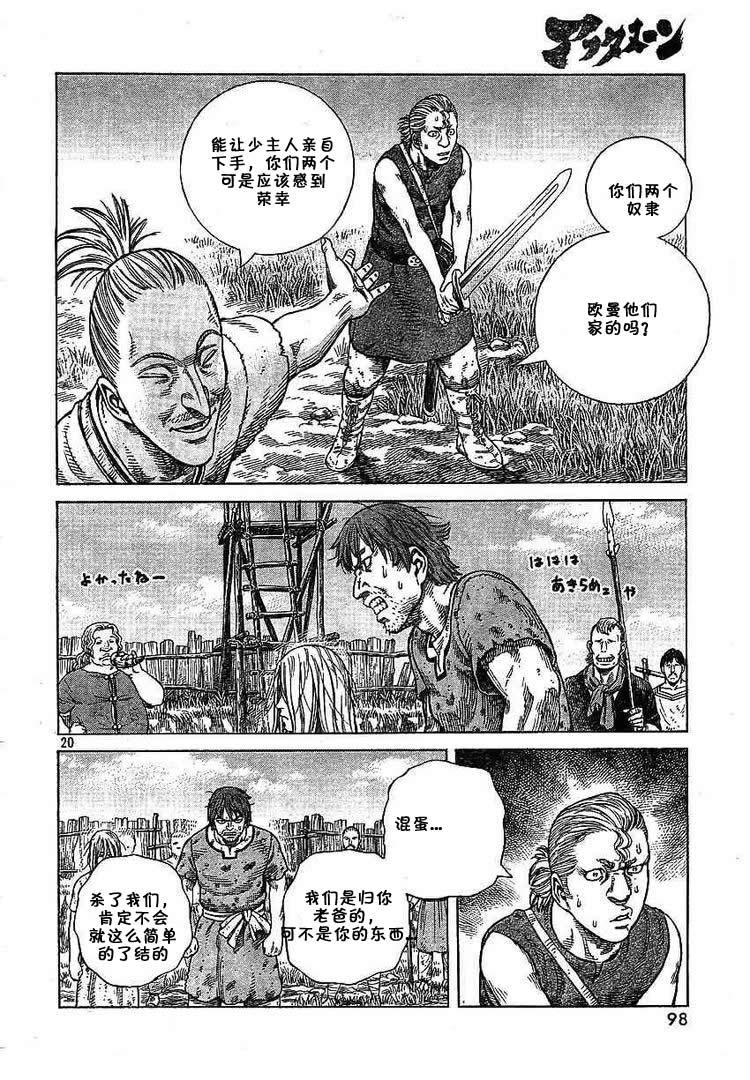 アフタヌーン
你们两个
奴隶
欧曼他们
家的吗?
能让少主人亲自
下手，你们两个
可是应该感到
荣幸
ははは
あきらめェ
や
よかったねー
20
混蛋...
我们是归你
老爸的，
可不是你的东西...
杀了我们，
肯定不会
就这么简单
的了结的
98